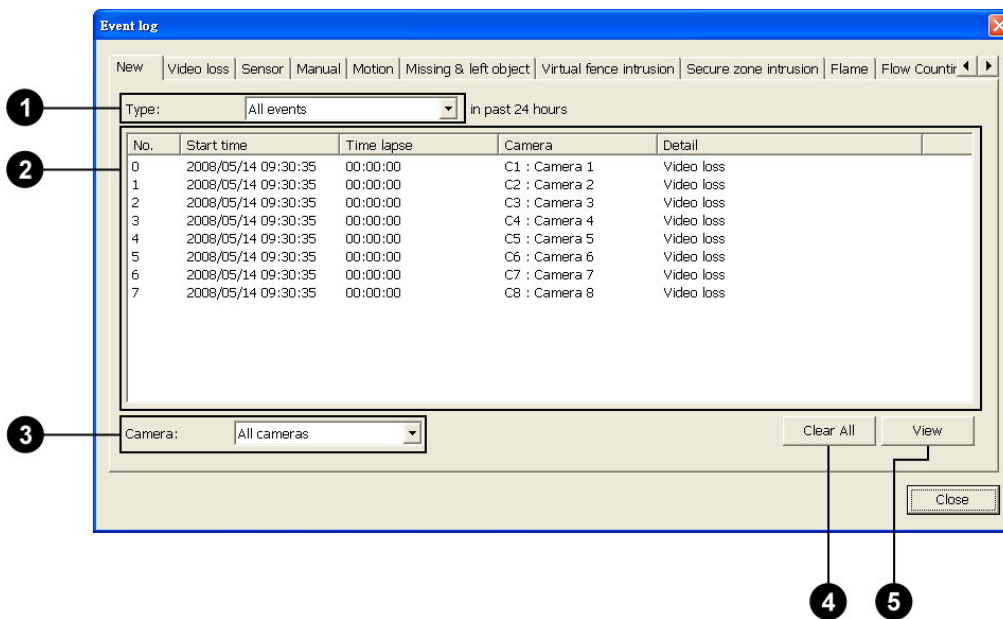 Event log
New Video loss Sensor Manual Motion Missing & left object Virtual fence intrusion Secure zone intrusion Flame Flow Countin
1 Type: All events in past 24 hours
2
No. Start time Time lapse Camera Detail
0 2008/05/14 09:30:35 00:00:00 C1 : Camera 1 Video loss
1 2008/05/14 09:30:35 00:00:00 C2 : Camera 2 Video loss
2 2008/05/14 09:30:35 00:00:00 C3 : Camera 3 Video loss
3 2008/05/14 09:30:35 00:00:00 C4 : Camera 4 Video loss
4 2008/05/14 09:30:35 00:00:00 C5 : Camera 5 Video loss
5 2008/05/14 09:30:35 00:00:00 C6 : Camera 6 Video loss
6 2008/05/14 09:30:35 00:00:00 C7 : Camera 7 Video loss
7 2008/05/14 09:30:35 00:00:00 C8 : Camera 8 Video loss
3 Camera: All cameras Clear All View
Close
4 5